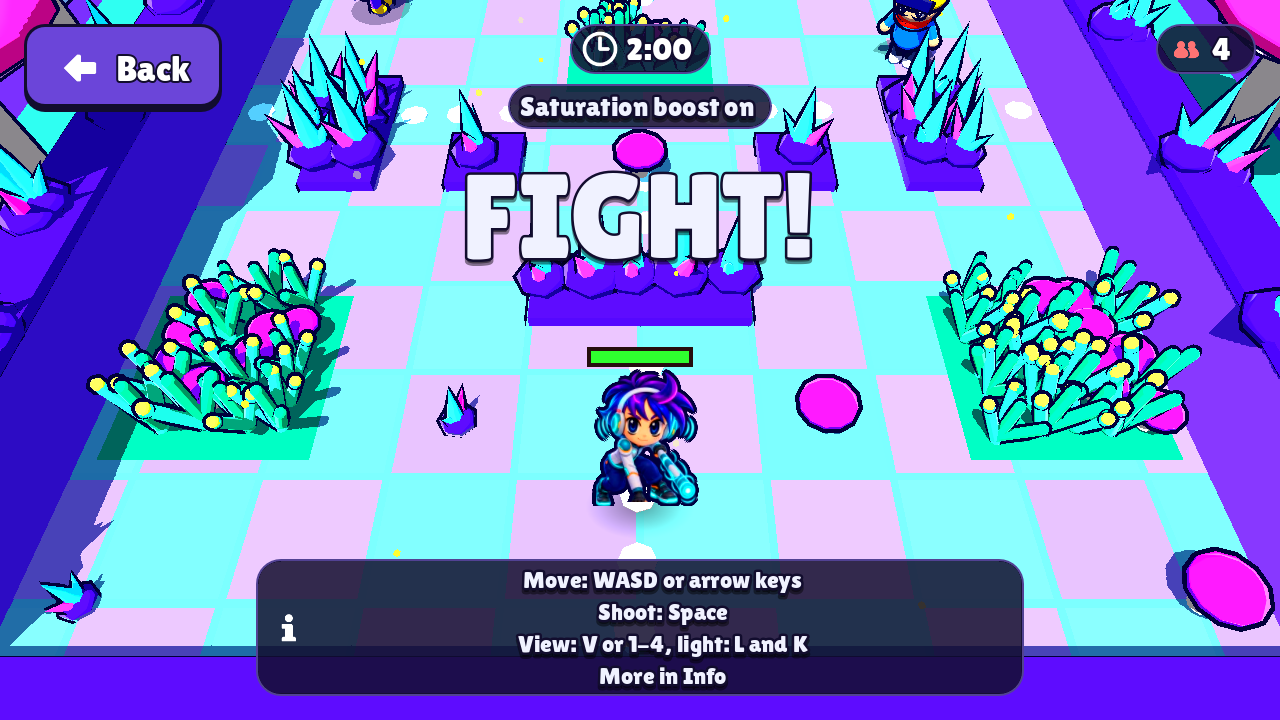 Back
2:00
4
Saturation boost on
FIGHT!
Move: WASD or arrow keys
Shoot: Space
View: V or 1–4, light: L and K
More in Info